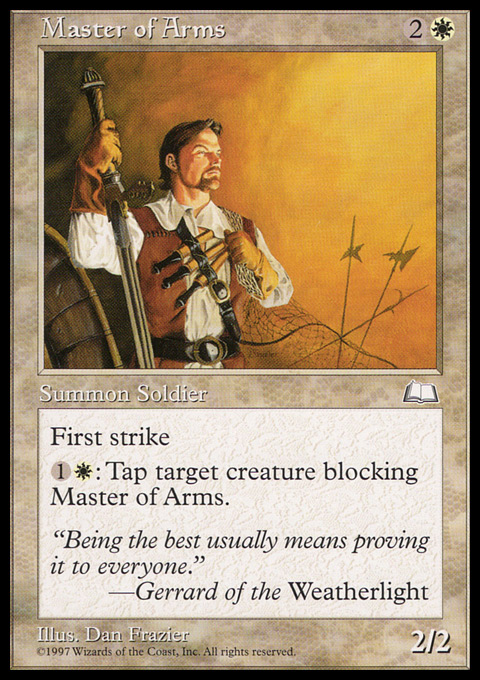 Master of Arms 2
Summon Soldier
First strike
1: Tap target creature blocking
Master of Arms.
“Being the best usually means proving
it to everyone.”
—Gerrard of the Weatherlight
Illus. Dan Frazier
2/2
©1997 Wizards of the Coast, Inc. All rights reserved.